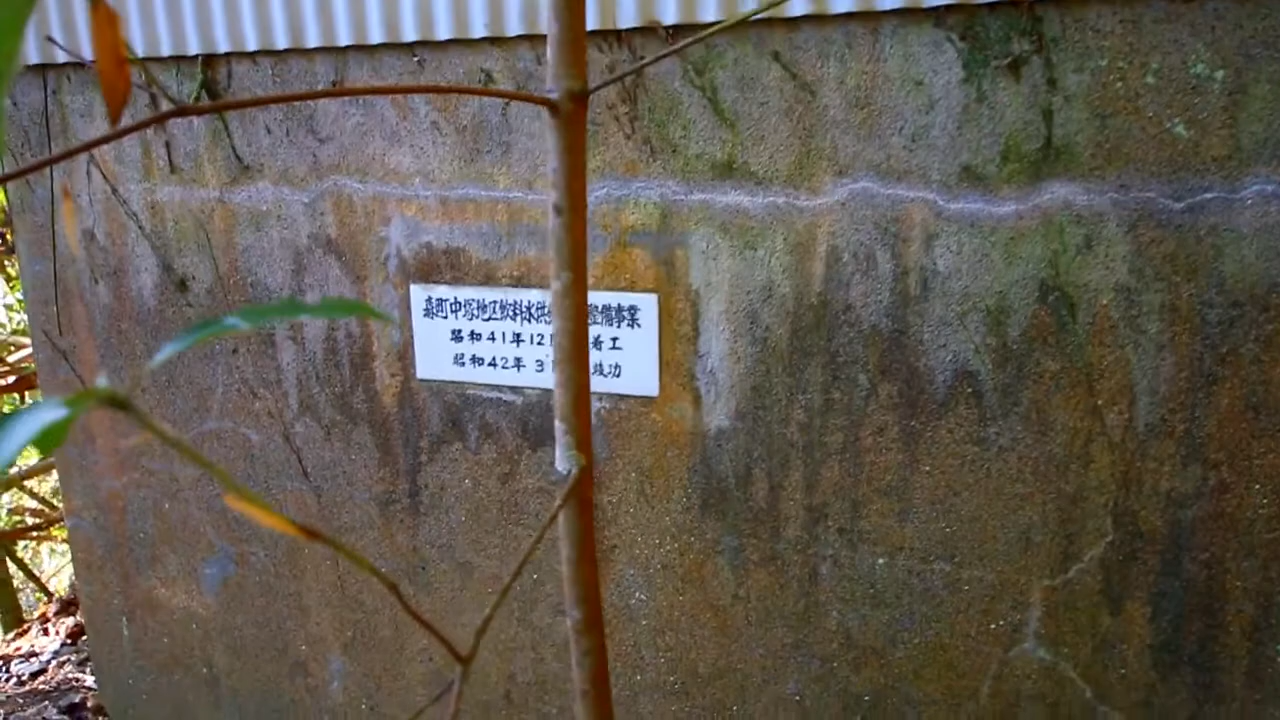 森町中塚地区飲料水供 整備事業
昭和41年12 着工
昭和42年 3 竣功